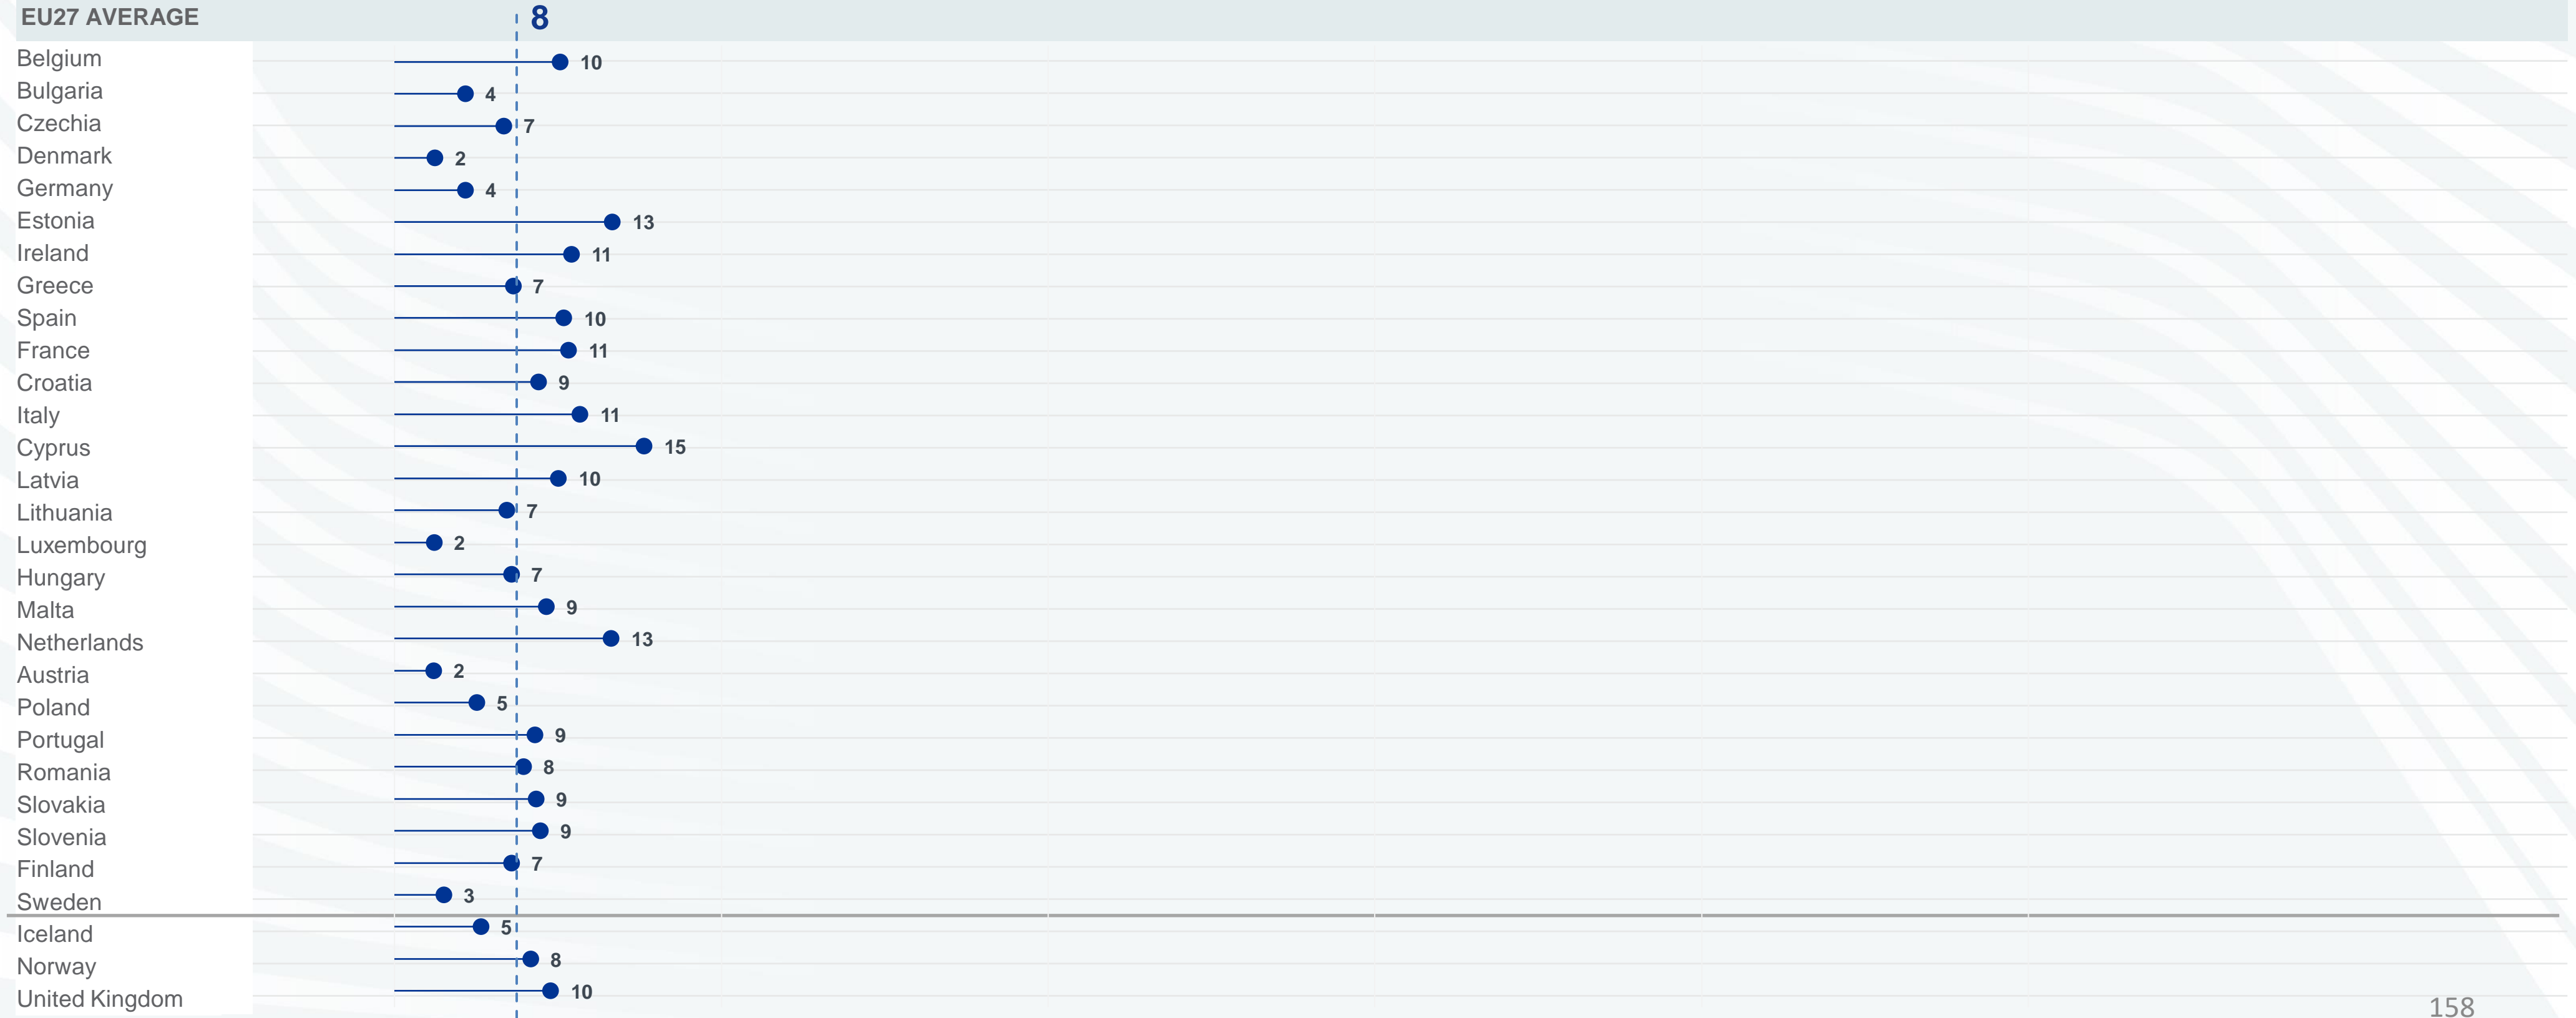 EU27 AVERAGE 8
Belgium 10
Bulgaria 4
Czechia 7
Denmark 2
Germany 4
Estonia 13
Ireland 11
Greece 7
Spain 10
France 11
Croatia 9
Italy 11
Cyprus 15
Latvia 10
Lithuania 7
Luxembourg 2
Hungary 7
Malta 9
Netherlands 13
Austria 2
Poland 5
Portugal 9
Romania 8
Slovakia 9
Slovenia 9
Finland 7
Sweden 3
Iceland 5
Norway 8
United Kingdom 10
158